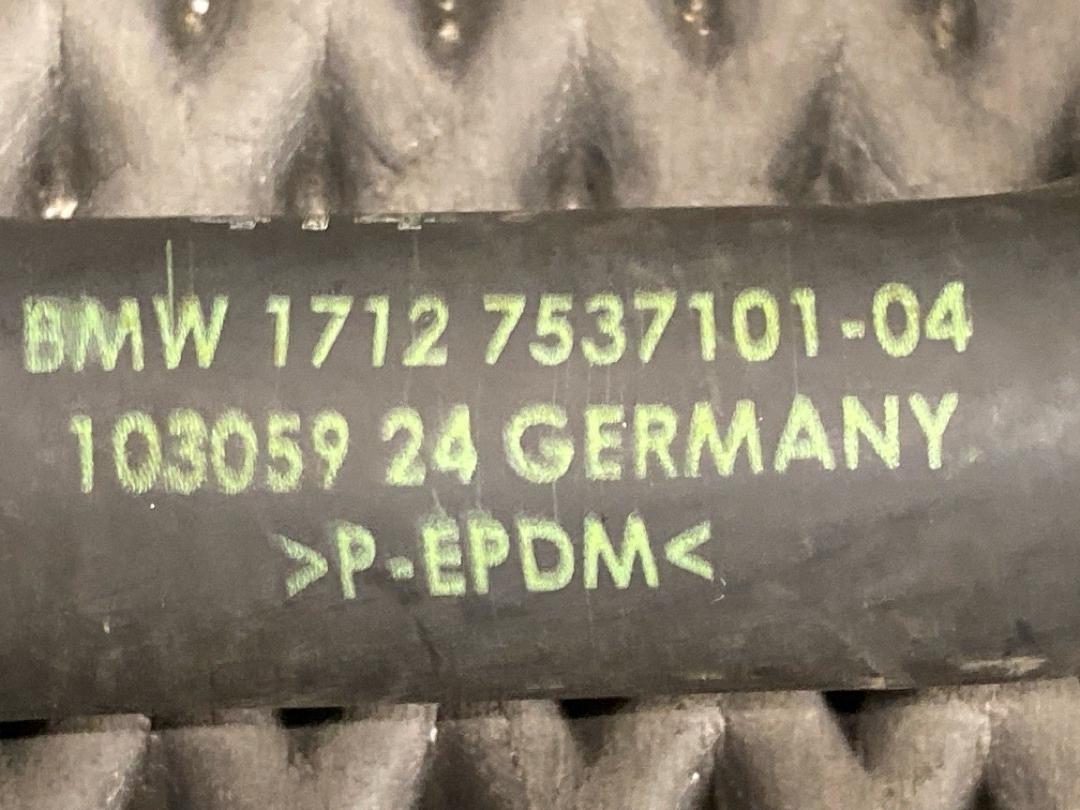 BMW 1712 7537101-04
103059 24 GERMANY
>P-EPDM<